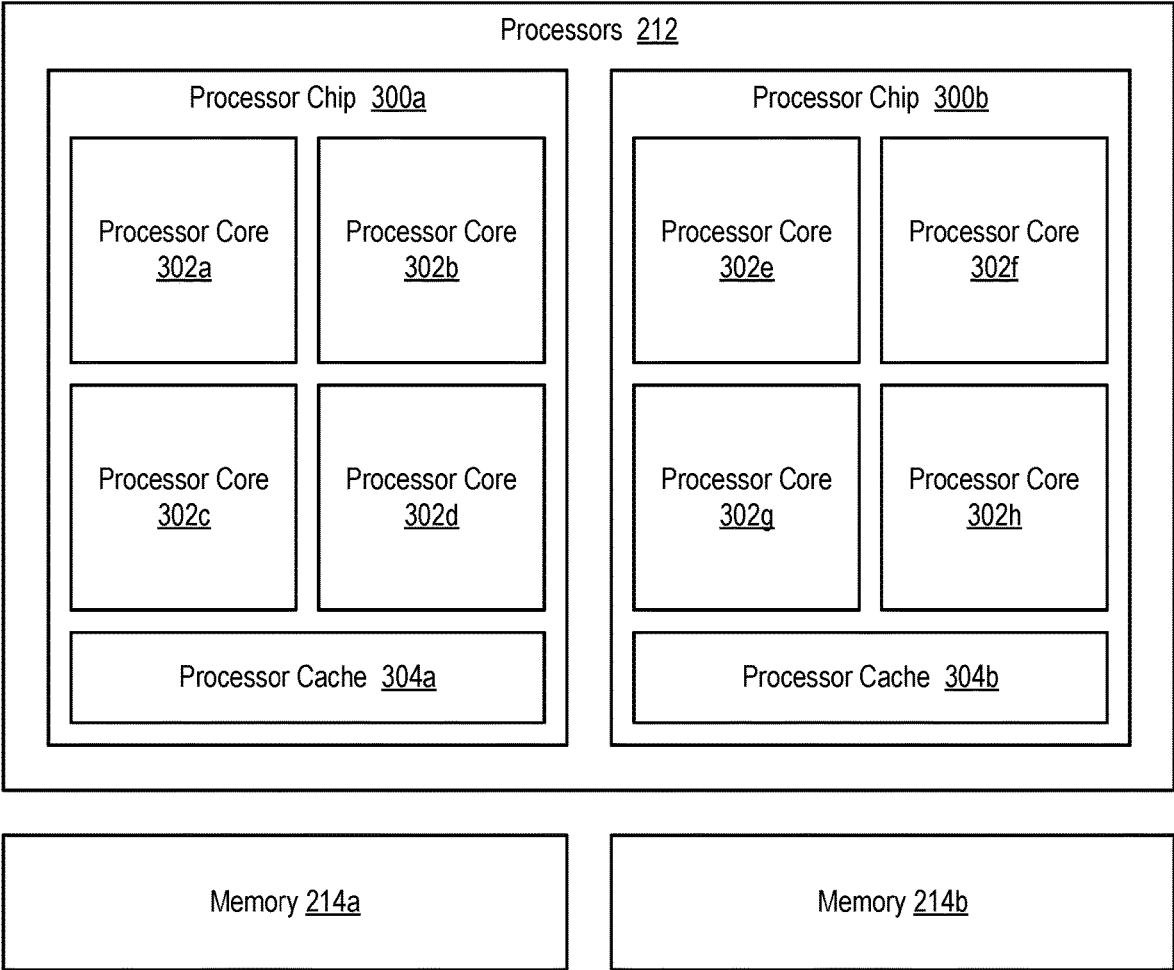 Processors 212
Processor Chip 300a
Processor Core
302a
Processor Core
302b
Processor Core
302c
Processor Core
302d
Processor Cache 304a
Processor Chip 300b
Processor Core
302e
Processor Core
302f
Processor Core
302g
Processor Core
302h
Processor Cache 304b
Memory 214a
Memory 214b